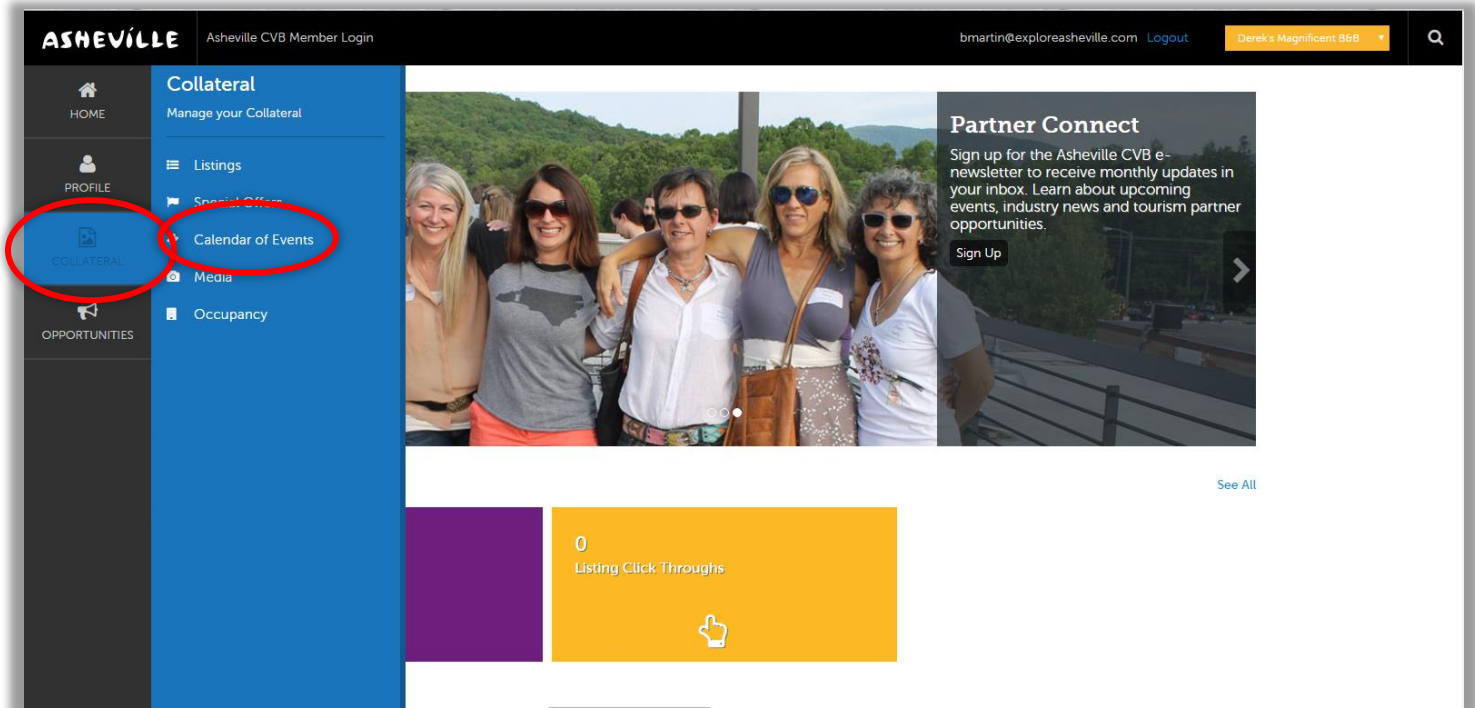 ASHEVILLE
Asheville CVB Member Login
bmartin@exploreasheville.com Logout
Derek's Magnificent B&B
HOME
PROFILE
COLLATERAL
OPPORTUNITIES
Collateral
Manage your Collateral
Listings
Special Offers
Calendar of Events
Media
Occupancy
Partner Connect
Sign up for the Asheville CVB e-
newsletter to receive monthly updates in
your inbox. Learn about upcoming
events, industry news and tourism partner
opportunities.
Sign Up
See All
0
Listing Click Throughs